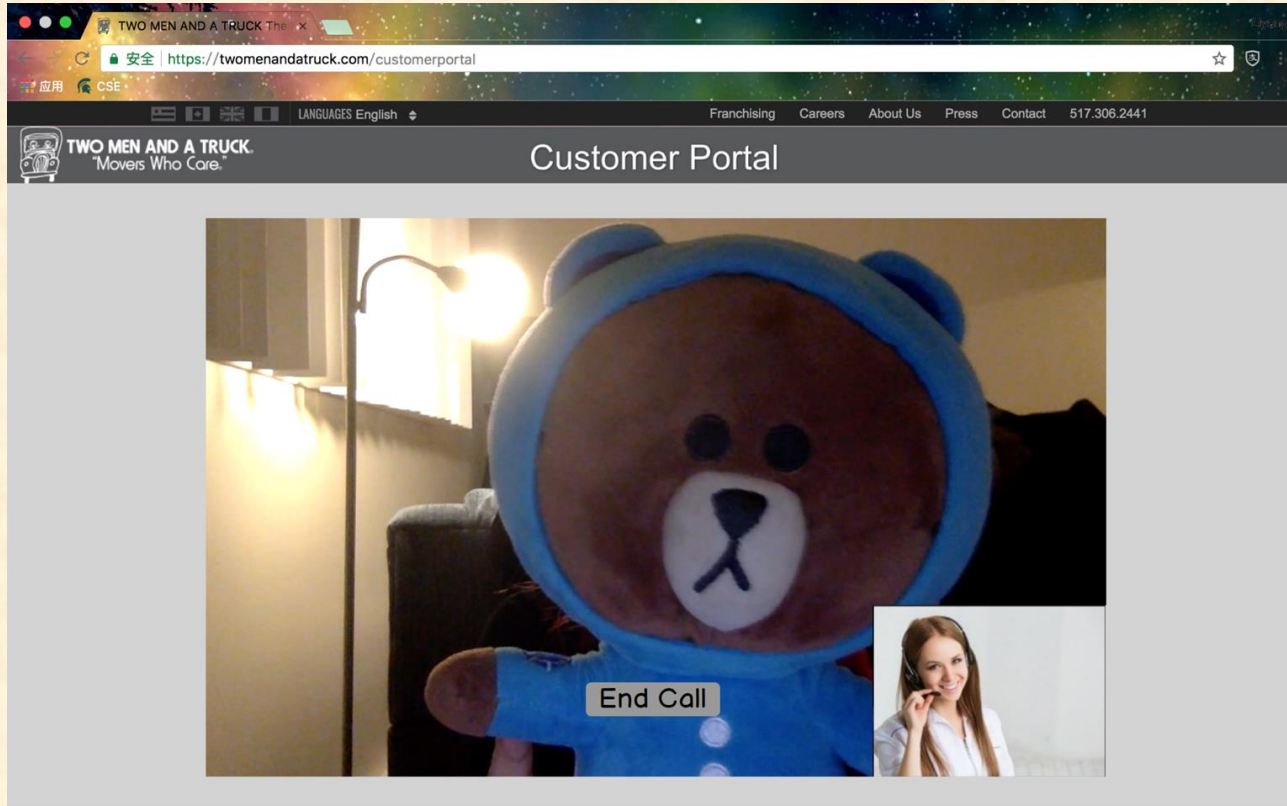 TWO MEN AND A TRUCK The
安全 https://twomenandatruck.com/customerportal
应用 CSE
LANGUAGES English Franchising Careers About Us Press Contact 517.306.2441
TWO MEN AND A TRUCK.
"Movers Who Care."
Customer Portal
End Call